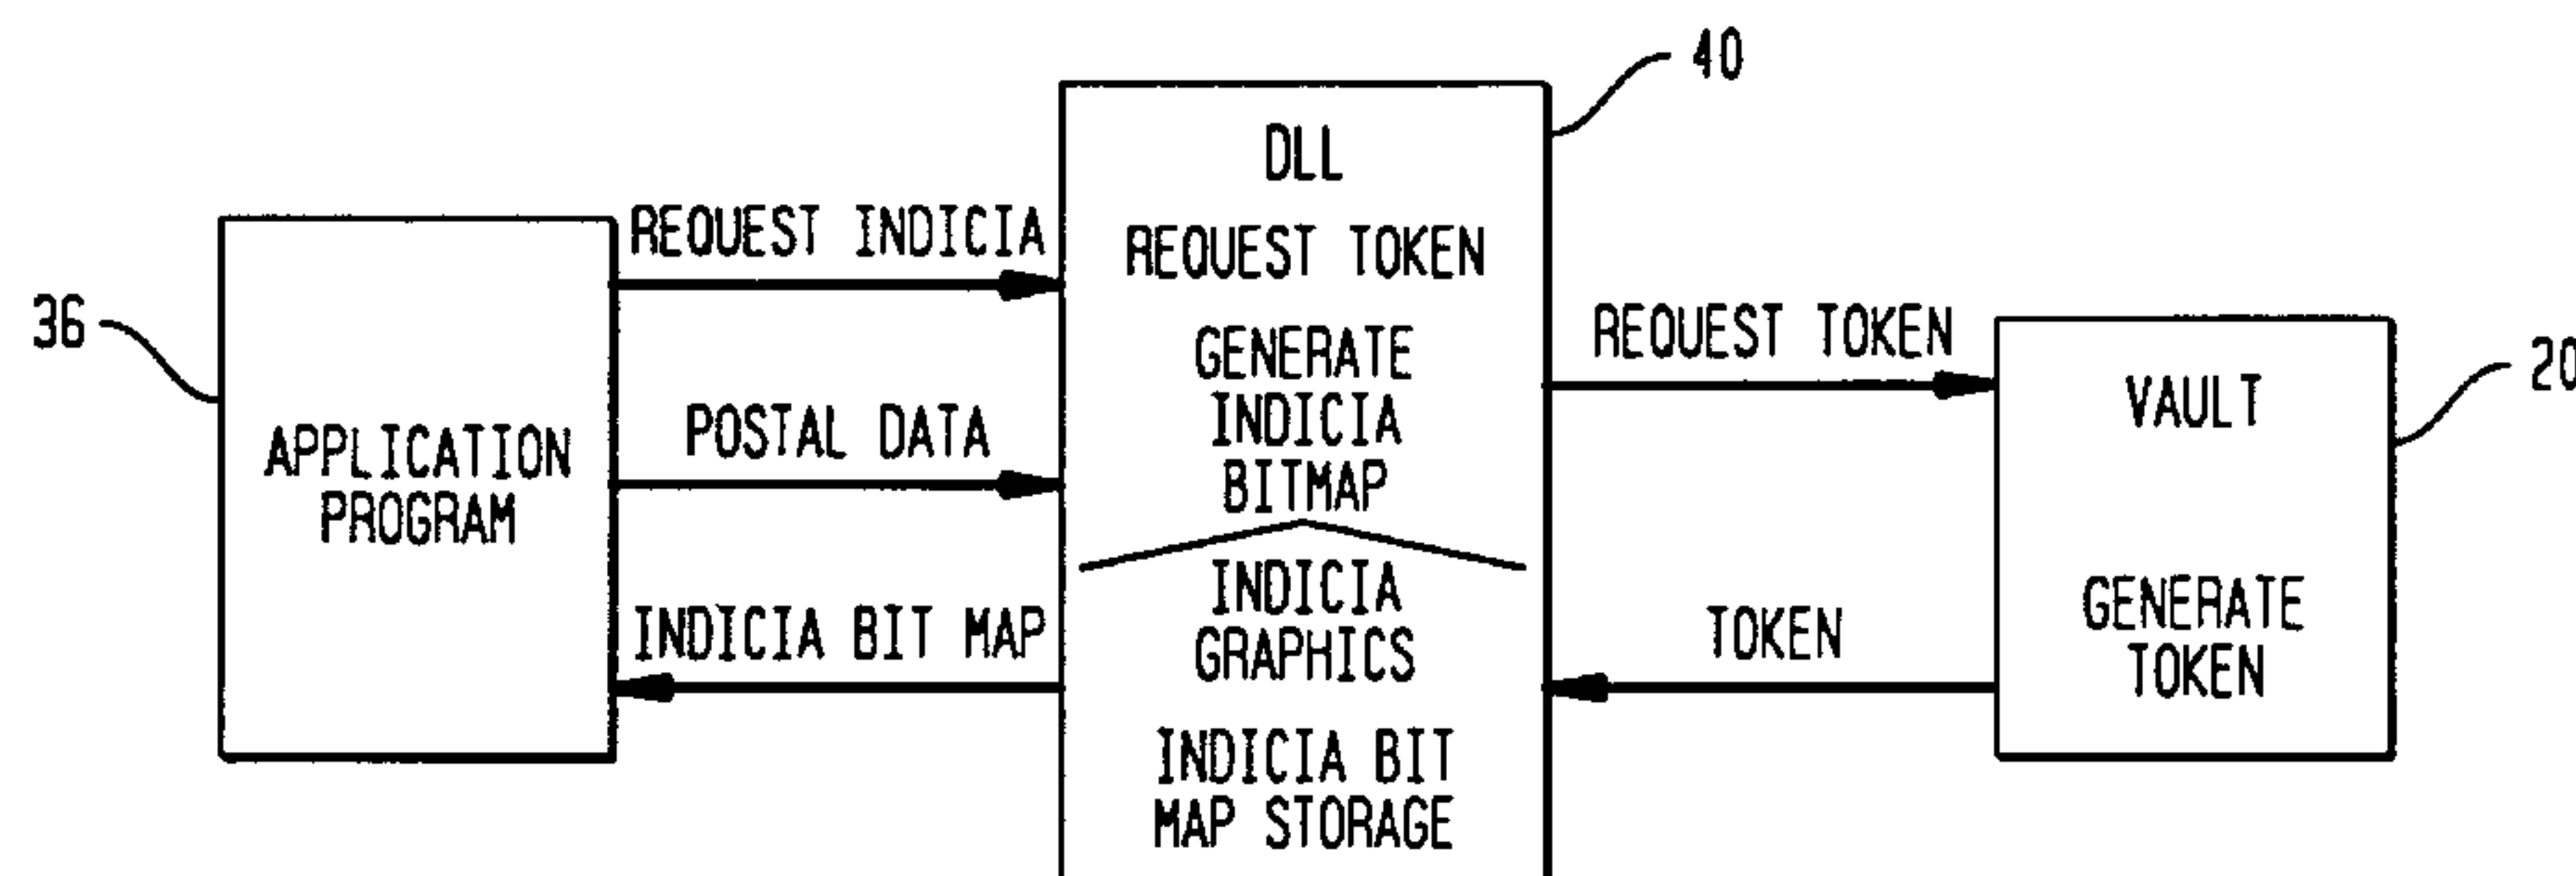 40
DLL
REQUEST TOKEN
GENERATE
INDICIA
BITMAP
INDICIA
GRAPHICS
INDICIA BIT
MAP STORAGE
36
APPLICATION
PROGRAM
REQUEST INDICIA
POSTAL DATA
INDICIA BIT MAP
REQUEST TOKEN
TOKEN
20
VAULT
GENERATE
TOKEN